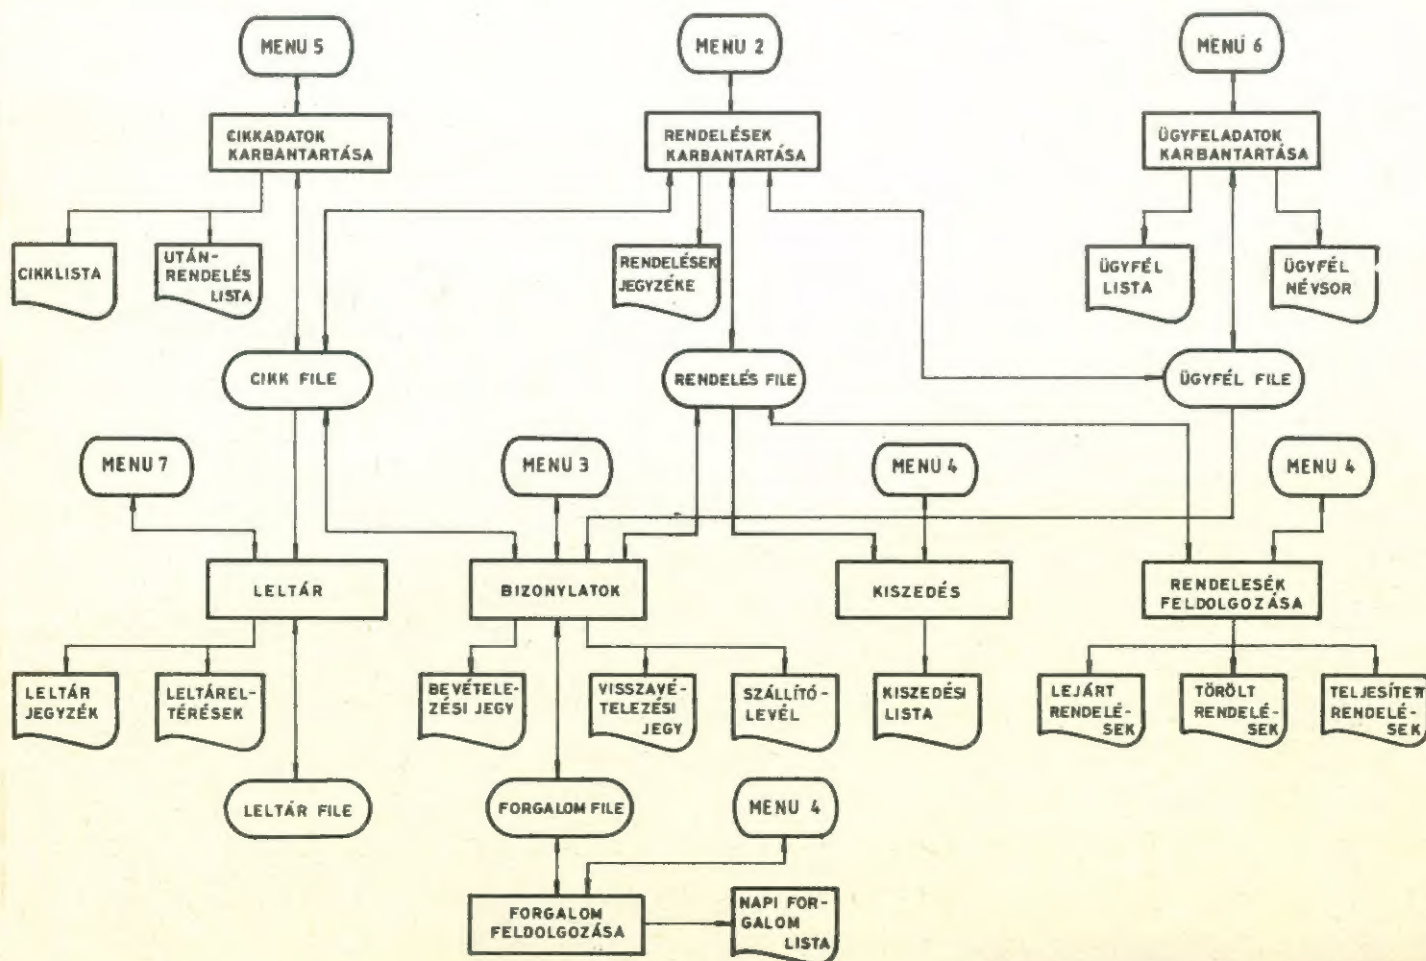 MENU 5
MENU 2
MENÜ 6
CIKKADATOK
KARBANTARTÁSA
RENDELÉSEK
KARBANTARTÁSA
ÜGYFELADATOK
KARBANTARTÁSA
CIKKLISTA
UTÁN-
RENDELÉS
LISTA
RENDELÉSEK
JEGYZÉKE
ÜGYFÉL
LISTA
ÜGYFÉL
NÉVSOR
CIKK FILE
RENDELÉS FILE
ÜGYFÉL FILE
MENU 7
MENU 3
MENU 4
MENU 4
LELTÁR
BIZONYLATOK
KISZEDÉS
RENDELESÉK
FELDOLGOZÁSA
LELTÁR
JEGYZÉK
LELTÁREL-
TÉRÉSEK
BEVÉTELE-
ZÉSI JEGY
VISSZAVÉ-
TELEZÉSI
JEGY
SZÁLLÍTÓ-
LEVÉL
KISZEDÉSI
LISTA
LEJÁRT
RENDELÉ-
SEK
TÖRÖLT
RENDELÉ-
SEK
TELJESÍTETT
RENDELÉ-
SEK
LELTÁR FILE
FORGALOM FILE
MENU 4
FORGALOM
FELDOLGOZÁSA
NAPI FOR-
GALOM
LISTA